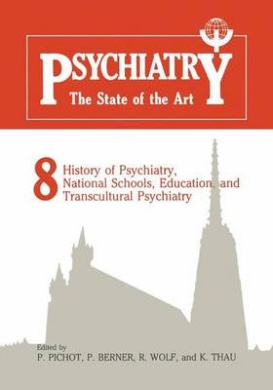 PSYCHIATRY
The State of the Art
8
History of Psychiatry,
National Schools, Education, and
Transcultural Psychiatry
Edited by
P. PICHOT, P. BERNER, R. WOLF, and K. THAU